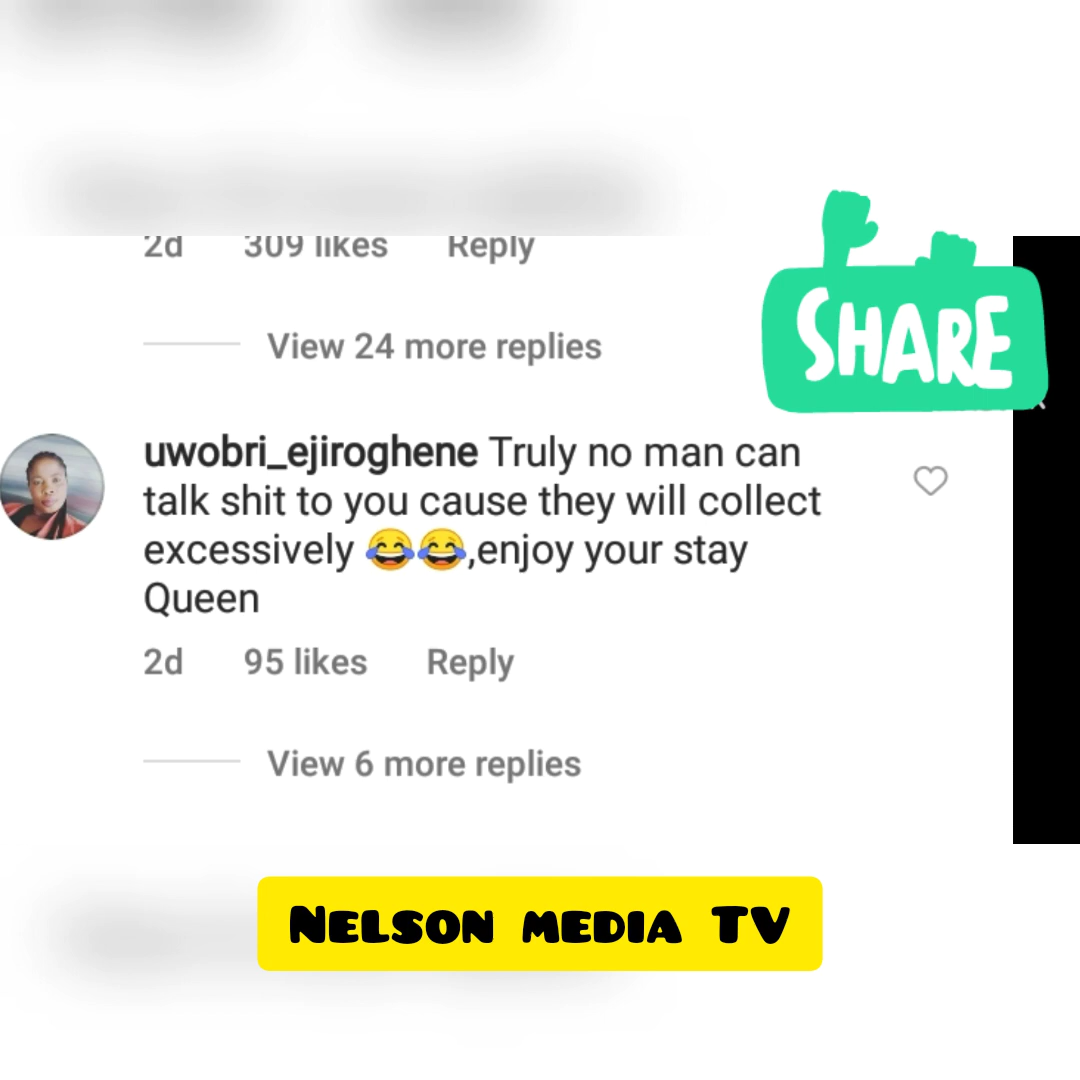 2d 309 likes Reply
View 24 more replies
SHARE
uwobri_ejiroghene Truly no man can
talk shit to you cause they will collect
excessively 😂😂,enjoy your stay
Queen
2d 95 likes Reply
View 6 more replies
NELSON MEDIA TV